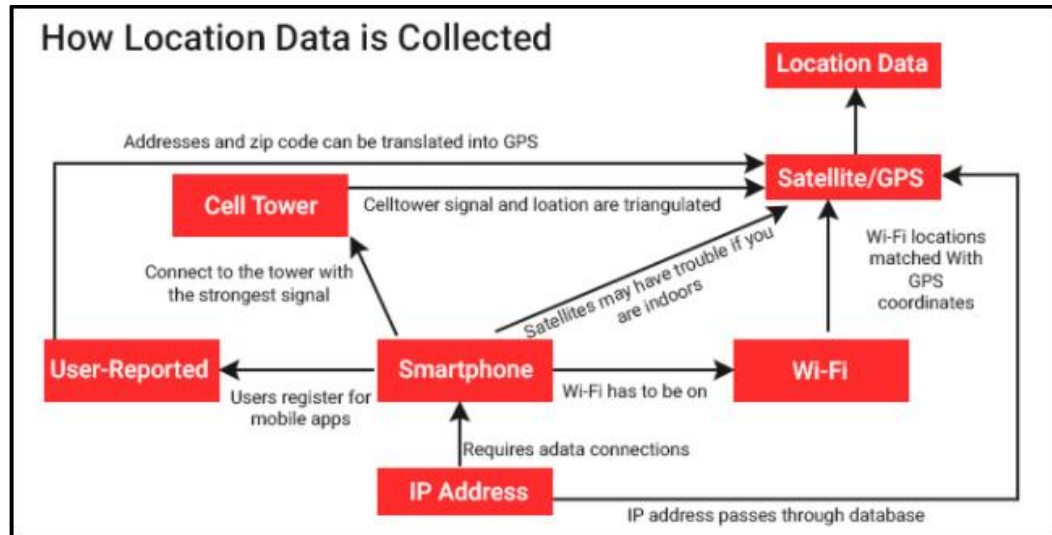 How Location Data is Collected
Location Data
Addresses and zip code can be translated into GPS
Satellite/GPS
Cell Tower
Celltower signal and loation are triangulated
Wi-Fi locations
matched With
GPS
coordinates
Connect to the tower with
the strongest signal
Satellites may have trouble if you
are indoors
User-Reported
Smartphone
Wi-Fi
Users register for
mobile apps
Wi-Fi has to be on
Requires adata connections
IP Address
IP address passes through database